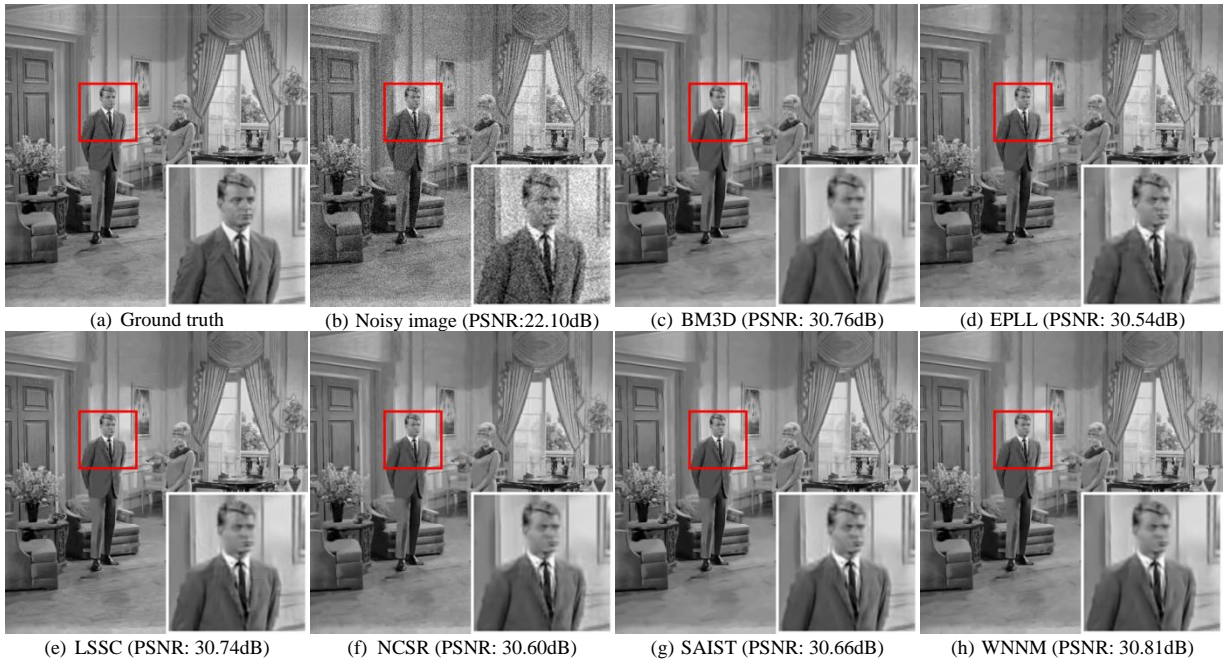 (a) Ground truth
(b) Noisy image (PSNR:22.10dB)
(c) BM3D (PSNR: 30.76dB)
(d) EPLL (PSNR: 30.54dB)
(e) LSSC (PSNR: 30.74dB)
(f) NCSR (PSNR: 30.60dB)
(g) SAIST (PSNR: 30.66dB)
(h) WNNM (PSNR: 30.81dB)